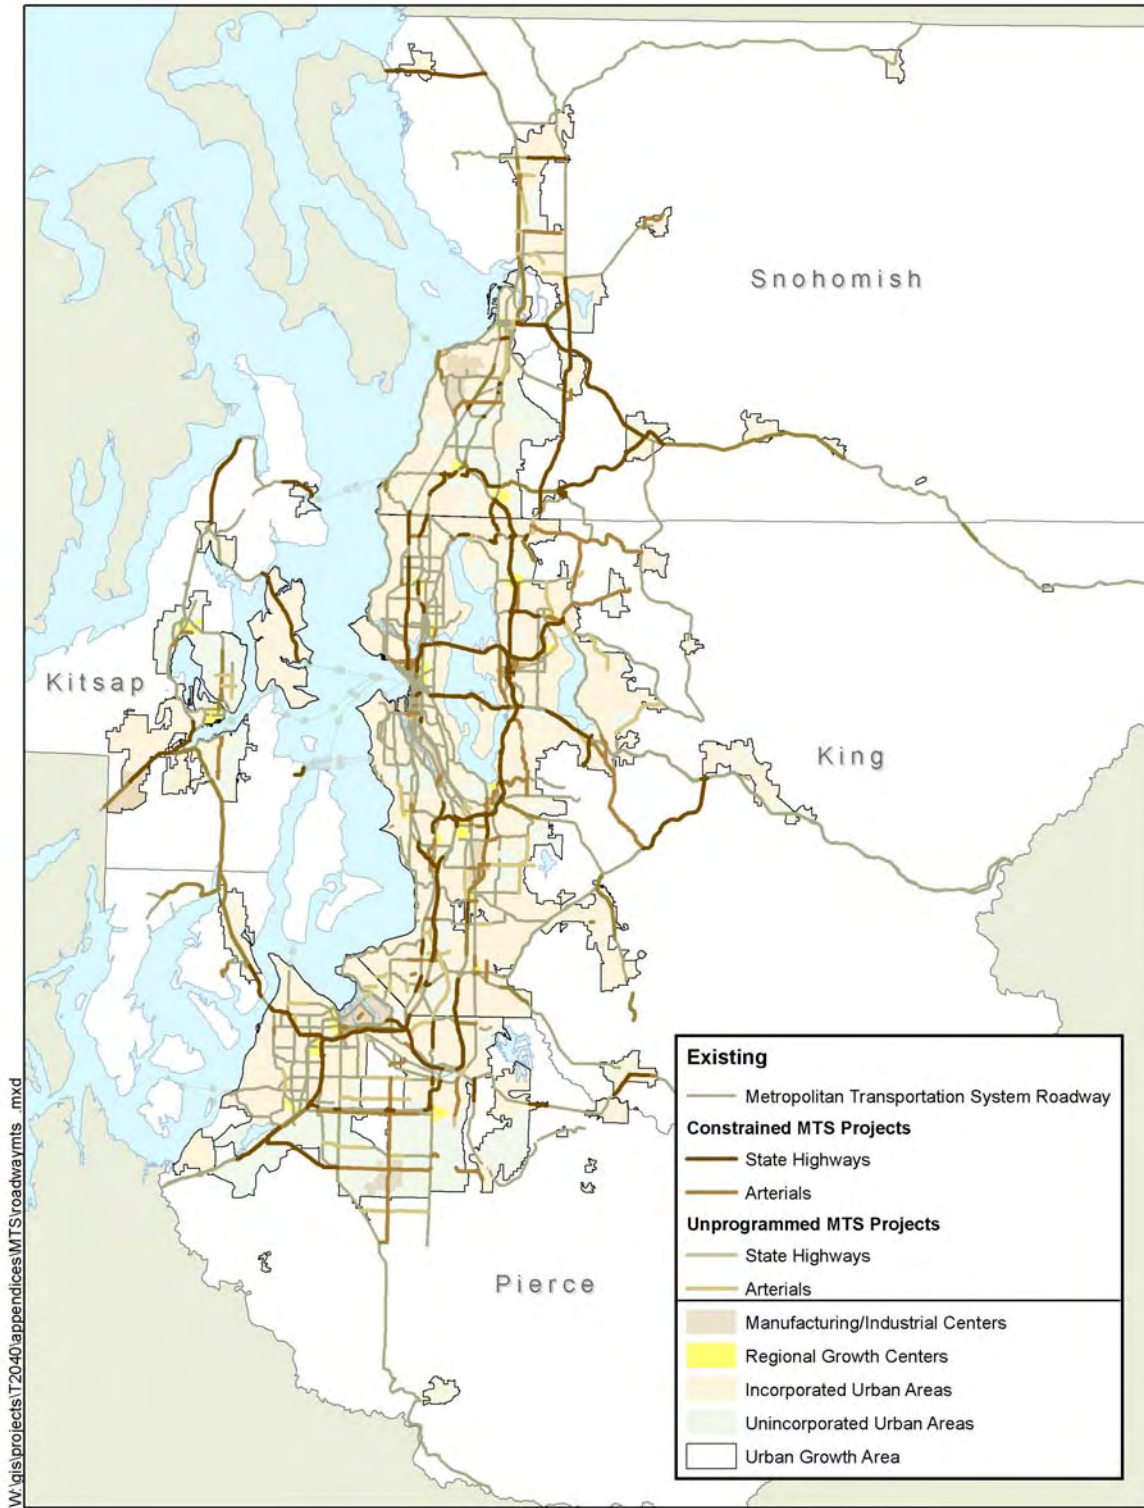 Snohomish
Kitsap
King
Pierce
Existing
Metropolitan Transportation System Roadway
Constrained MTS Projects
State Highways
Arterials
Unprogrammed MTS Projects
State Highways
Arterials
Manufacturing/Industrial Centers
Regional Growth Centers
Incorporated Urban Areas
Unincorporated Urban Areas
Urban Growth Area
W:\gis\projects\T2040\appendices\MTS\roadwaymts .mxd